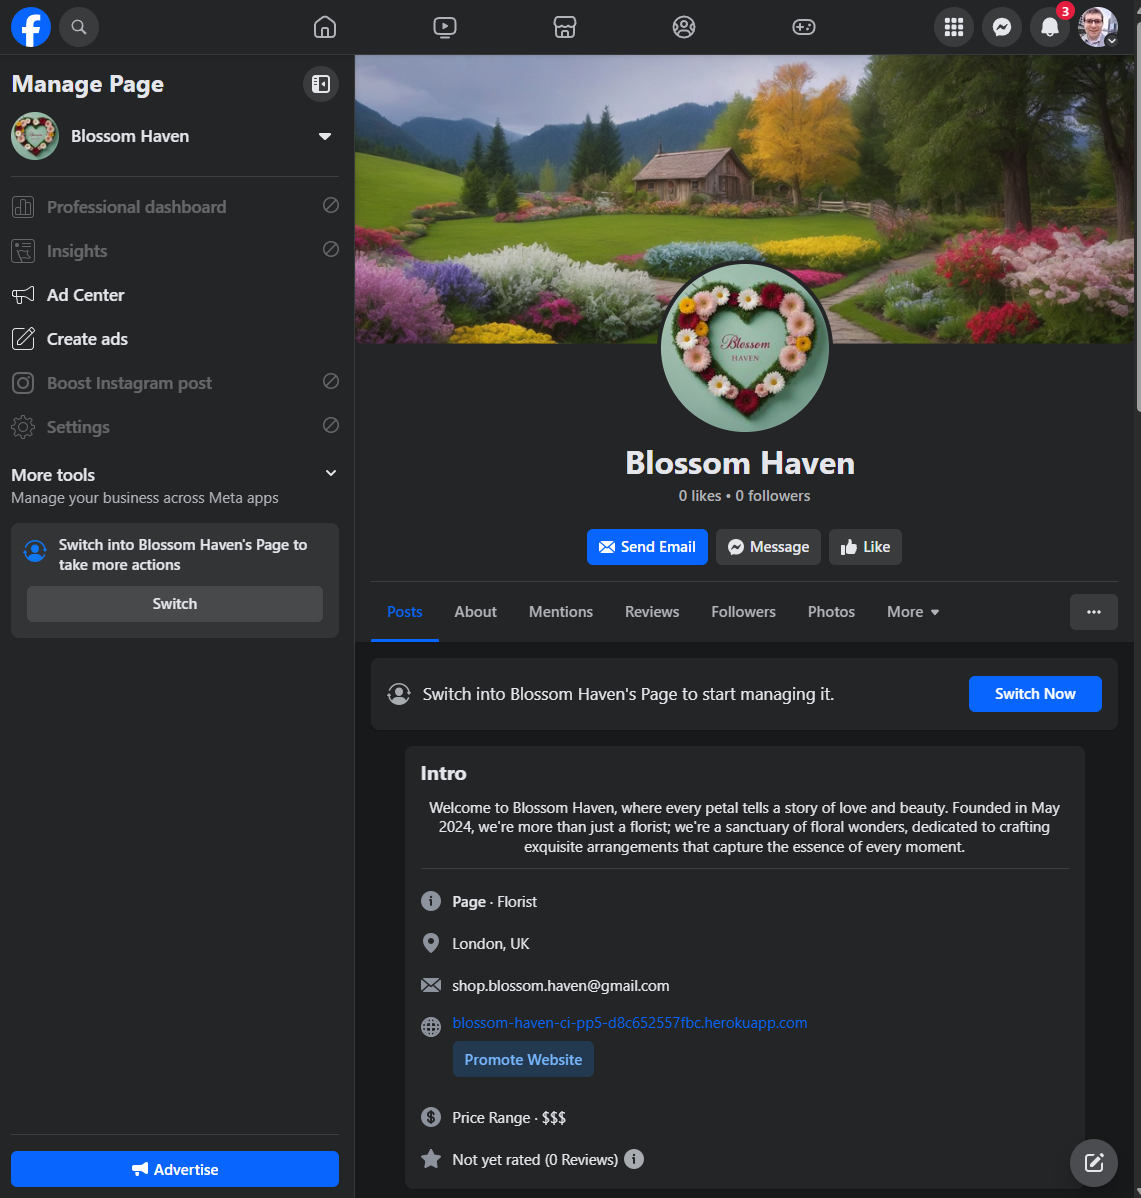 3
Manage Page
Blossom Haven
Professional dashboard
Insights
Ad Center
Create ads
Boost Instagram post
Settings
More tools
Manage your business across Meta apps
Switch into Blossom Haven's Page to
take more actions
Switch
Advertise
Blossom
HAVEN
Blossom Haven
0 likes • 0 followers
Send Email
Message
Like
Posts
About
Mentions
Reviews
Followers
Photos
More
Switch into Blossom Haven's Page to start managing it.
Switch Now
Intro
Welcome to Blossom Haven, where every petal tells a story of love and beauty. Founded in May
2024, we're more than just a florist; we're a sanctuary of floral wonders, dedicated to crafting
exquisite arrangements that capture the essence of every moment.
Page · Florist
London, UK
shop.blossom.haven@gmail.com
blossom-haven-ci-pp5-d8c652557fbc.herokuapp.com
Promote Website
Price Range · $$$
Not yet rated (0 Reviews)